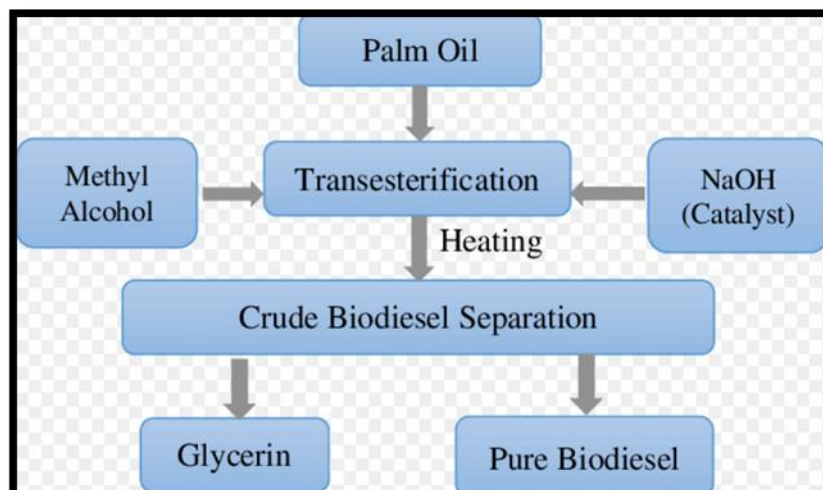 Palm Oil
Methyl
Alcohol
Transesterification
NaOH
(Catalyst)
Heating
Crude Biodiesel Separation
Glycerin
Pure Biodiesel